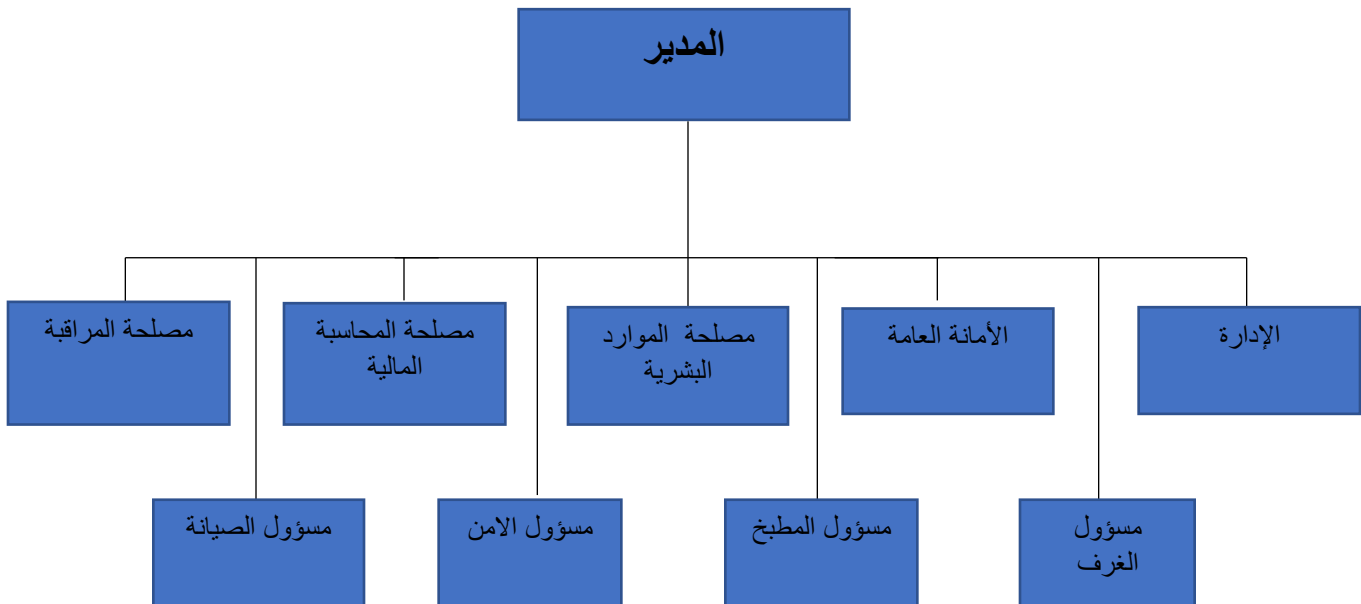 المدير
الإدارة
الأمانة العامة
مصلحة الموارد
البشرية
مصلحة المحاسبة
المالية
مصلحة المراقبة
مسؤول
الغرف
مسؤول المطبخ
مسؤول الامن
مسؤول الصيانة